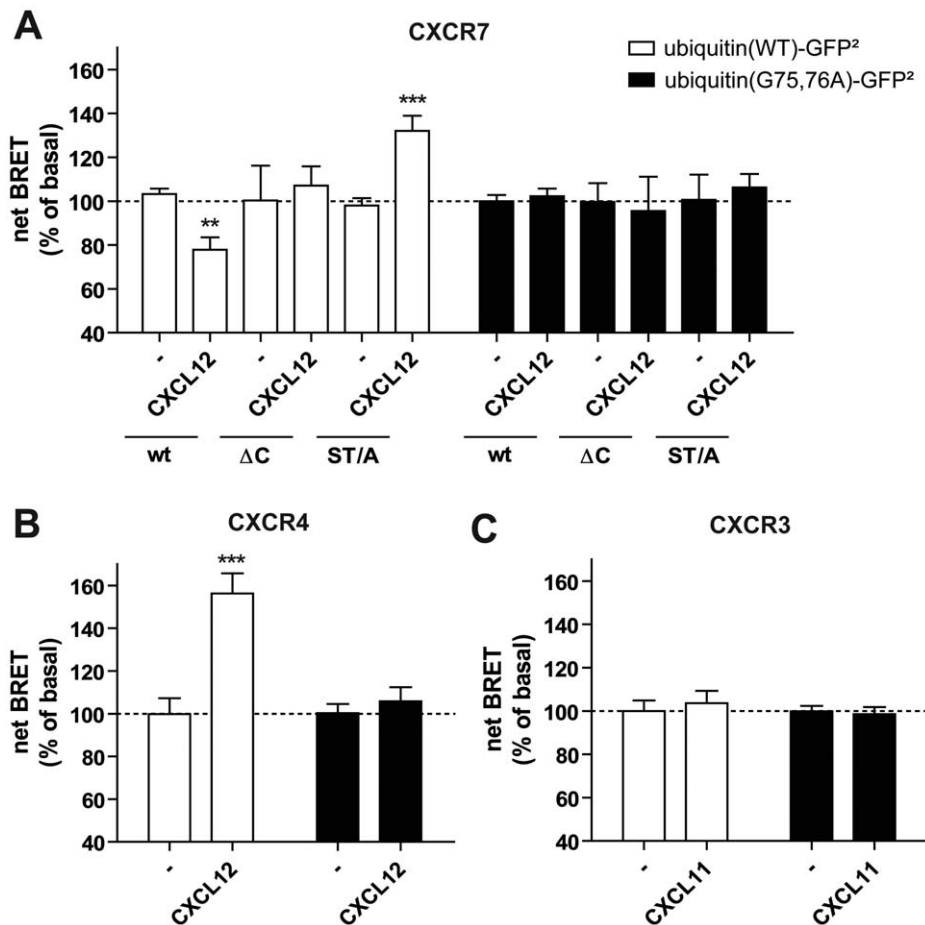 A
CXCR7
ubiquitin(WT)-GFP²
ubiquitin(G75,76A)-GFP²
net BRET
(% of basal)
160
140
120
100
80
60
40
** ***
- CXCL12 - CXCL12 - CXCL12 - CXCL12 - CXCL12 - CXCL12
wt ΔC ST/A wt ΔC ST/A
B
CXCR4
net BRET
(% of basal)
160
140
120
100
80
60
40
***
- CXCL12 - CXCL12
C
CXCR3
net BRET
(% of basal)
160
140
120
100
80
60
40
- CXCL11 - CXCL11